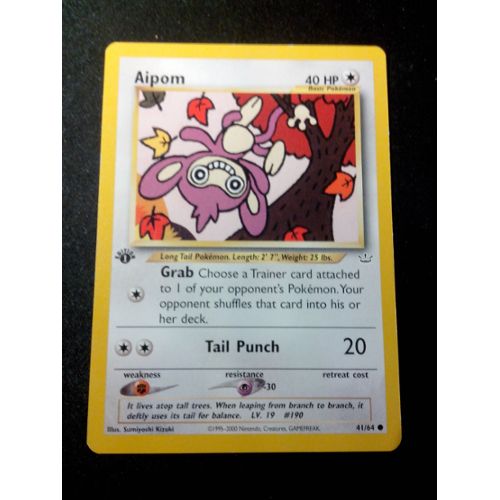 Aipom 40 HP
Basic Pokémon
Long Tail Pokémon. Length: 2' 7", Weight: 25 lbs.
EDITION
1
Grab Choose a Trainer card attached
to 1 of your opponent's Pokémon. Your
opponent shuffles that card into his or
her deck.
Tail Punch 20
weakness resistance retreat cost
-30
It lives atop tall trees. When leaping from branch to branch, it
deftly uses its tail for balance. LV. 19 #190
Illus. Sumiyoshi Kizuki ©1995-2000 Nintendo, Creatures, GAMEFREAK. 41/64